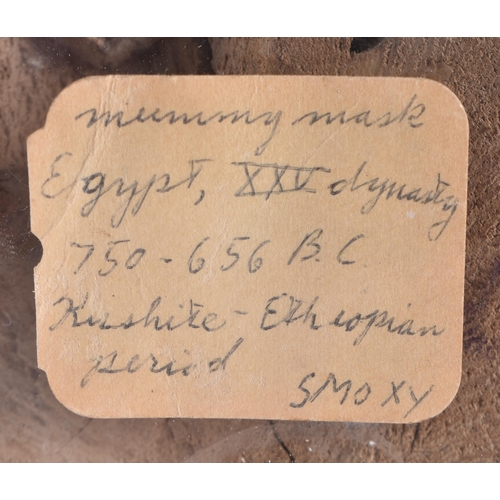 mummy mask
Egypt, XXV dynasty
750-656 B.C
Kushite-Ethiopian
period
SMOXY